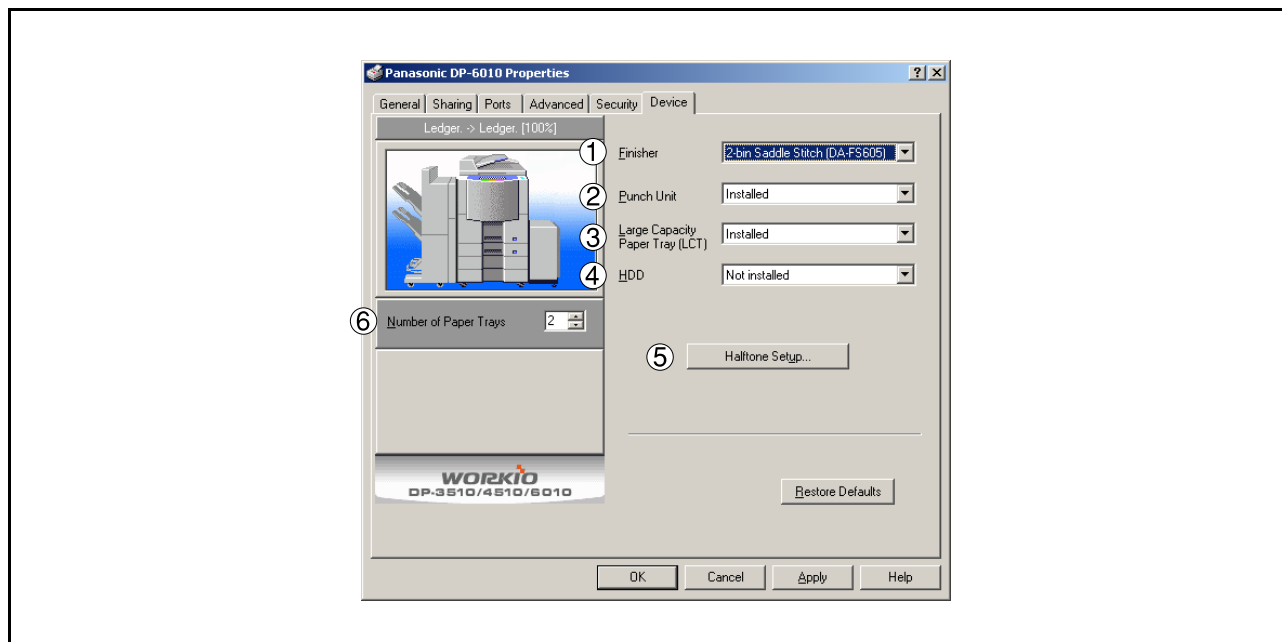 Panasonic DP-6010 Properties
General Sharing Ports Advanced Security Device
Ledger. -> Ledger. [100%]
① Finisher 2-bin Saddle Stitch (DA-FS605)
② Punch Unit Installed
③ Large Capacity
Paper Tray (LCT) Installed
④ HDD Not installed
⑥ Number of Paper Trays 2
⑤ Halftone Setup...
WORKiO
DP-3510/4510/6010
Restore Defaults
OK Cancel Apply Help